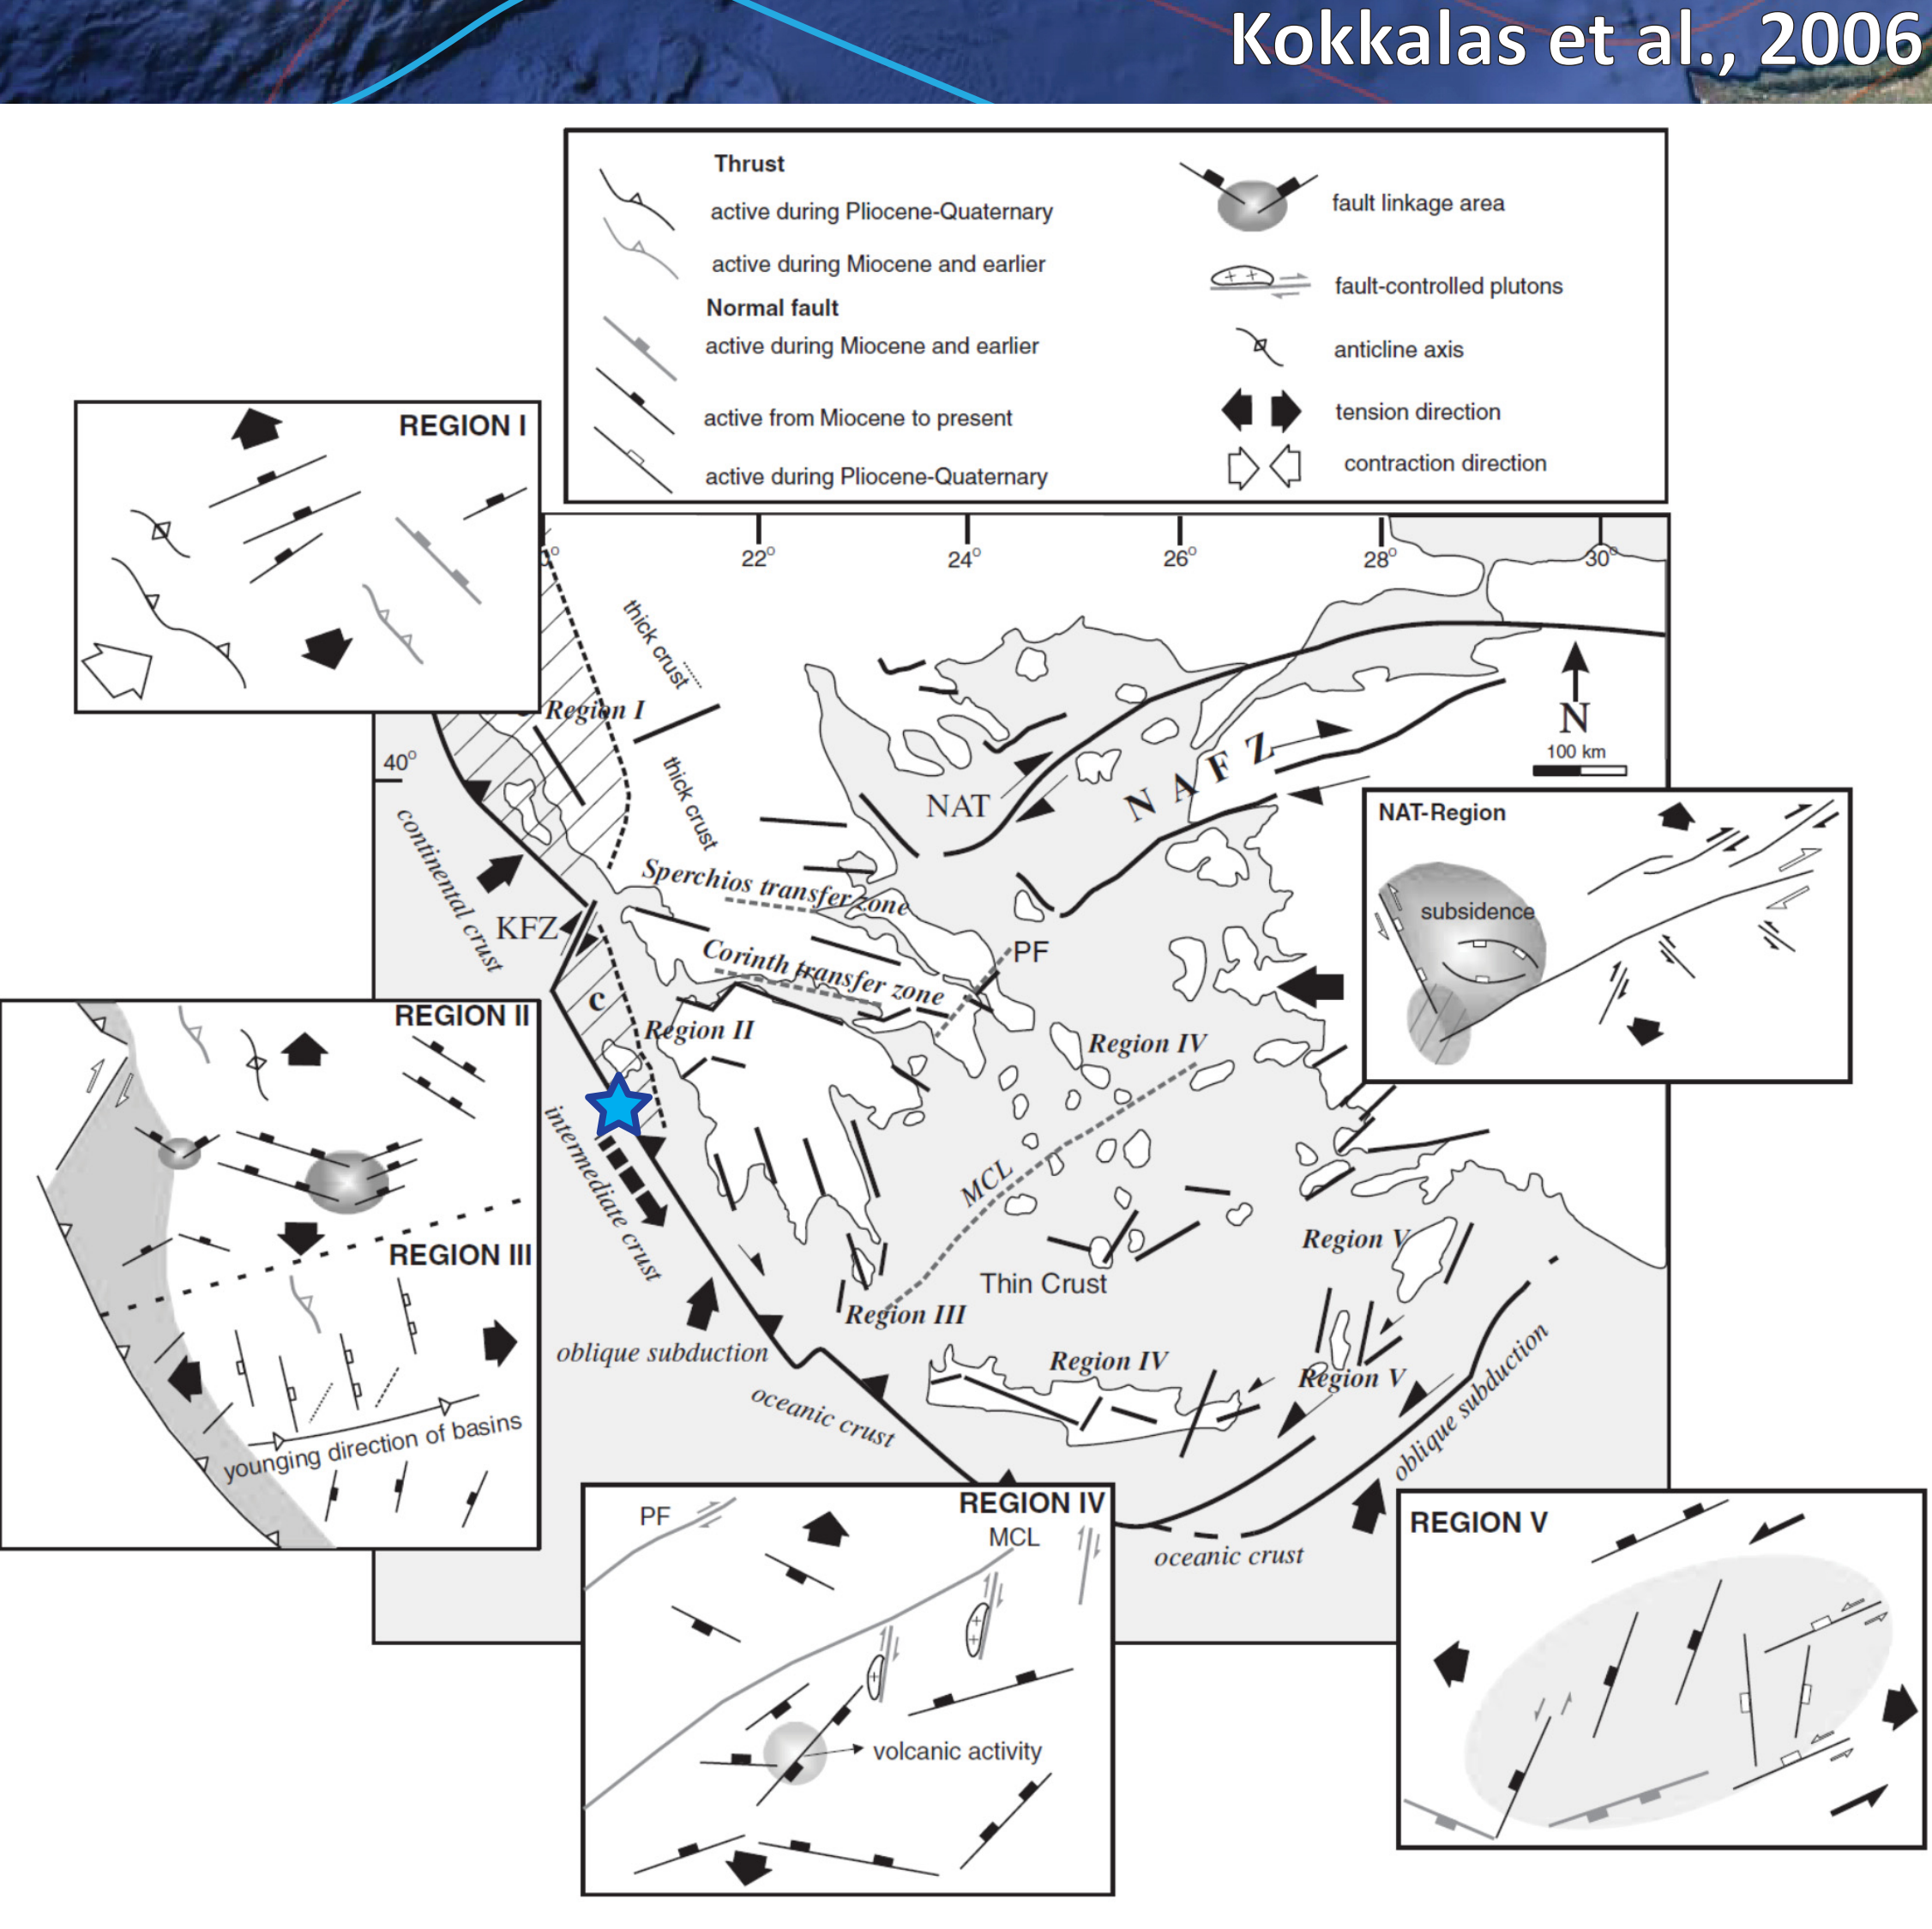 Kokkalas et al., 2006
Thrust
active during Pliocene-Quaternary
active during Miocene and earlier
Normal fault
active during Miocene and earlier
active from Miocene to present
active during Pliocene-Quaternary
fault linkage area
fault-controlled plutons
anticline axis
tension direction
contraction direction
REGION I
22°
24°
26°
28°
30°
thick crust
Region I
N
100 km
40°
thick crust
NAT
NAFZ
continental crust
NAT-Region
subsidence
Sperchios transfer zone
KFZ
Corinth transfer zone
PF
c
Region II
Region IV
REGION II
intermediate crust
MCL
REGION III
Region V
Thin Crust
Region III
oblique subduction
Region IV
Region V
oblique subduction
oceanic crust
younging direction of basins
REGION IV
PF
MCL
oceanic crust
REGION V
volcanic activity